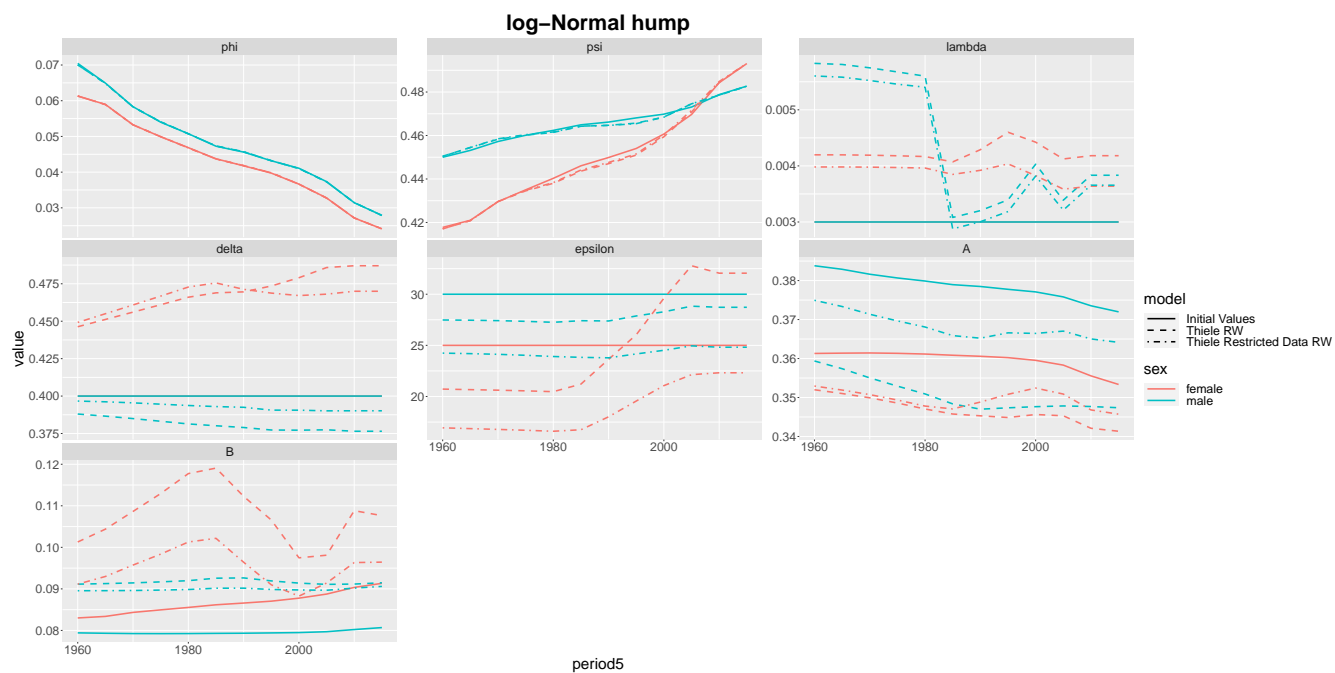 log−Normal hump
phi
psi
lambda
0.07
0.06
0.05
0.04
0.03
0.48
0.46
0.44
0.42
0.005
0.004
0.003
delta
epsilon
A
0.475
0.450
0.425
0.400
0.375
30
25
20
0.38
0.37
0.36
0.35
0.34
1960
1980
2000
1960
1980
2000
B
0.12
0.11
0.10
0.09
0.08
1960
1980
2000
value
period5
model
Initial Values
Thiele RW
Thiele Restricted Data RW
sex
female
male